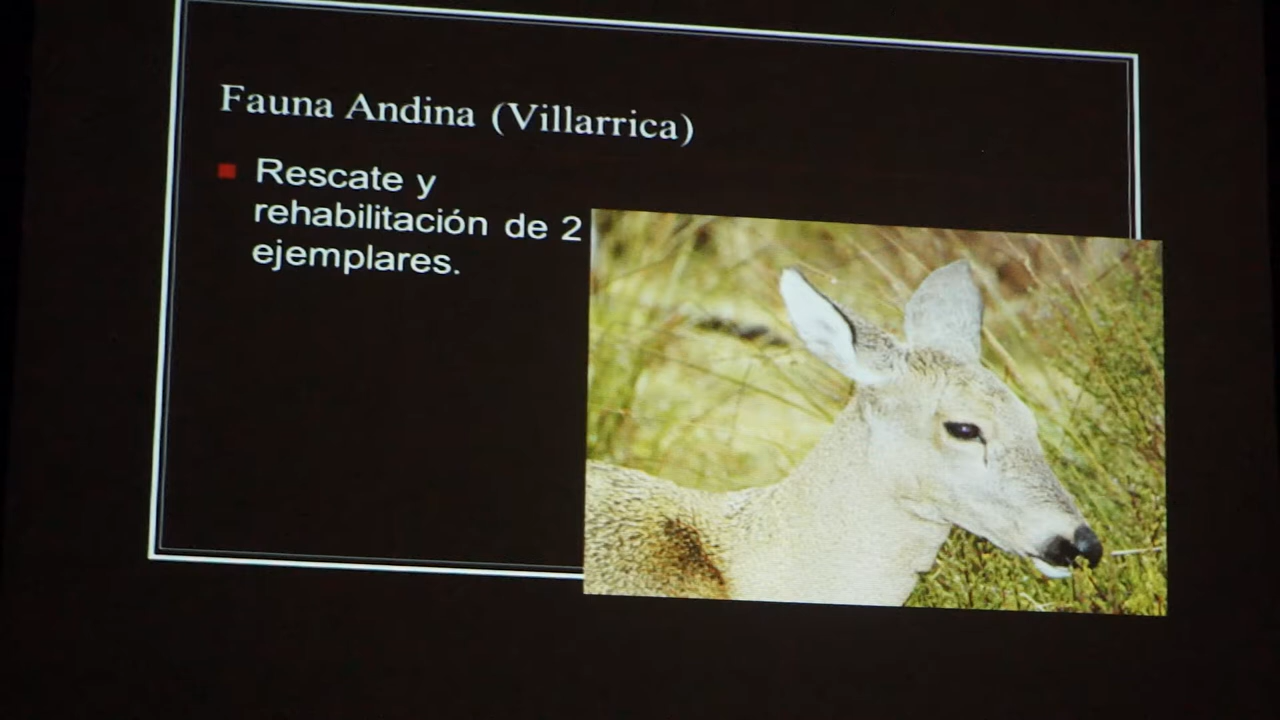 Fauna Andina (Villarrica)
Rescate y
rehabilitación de 2
ejemplares.